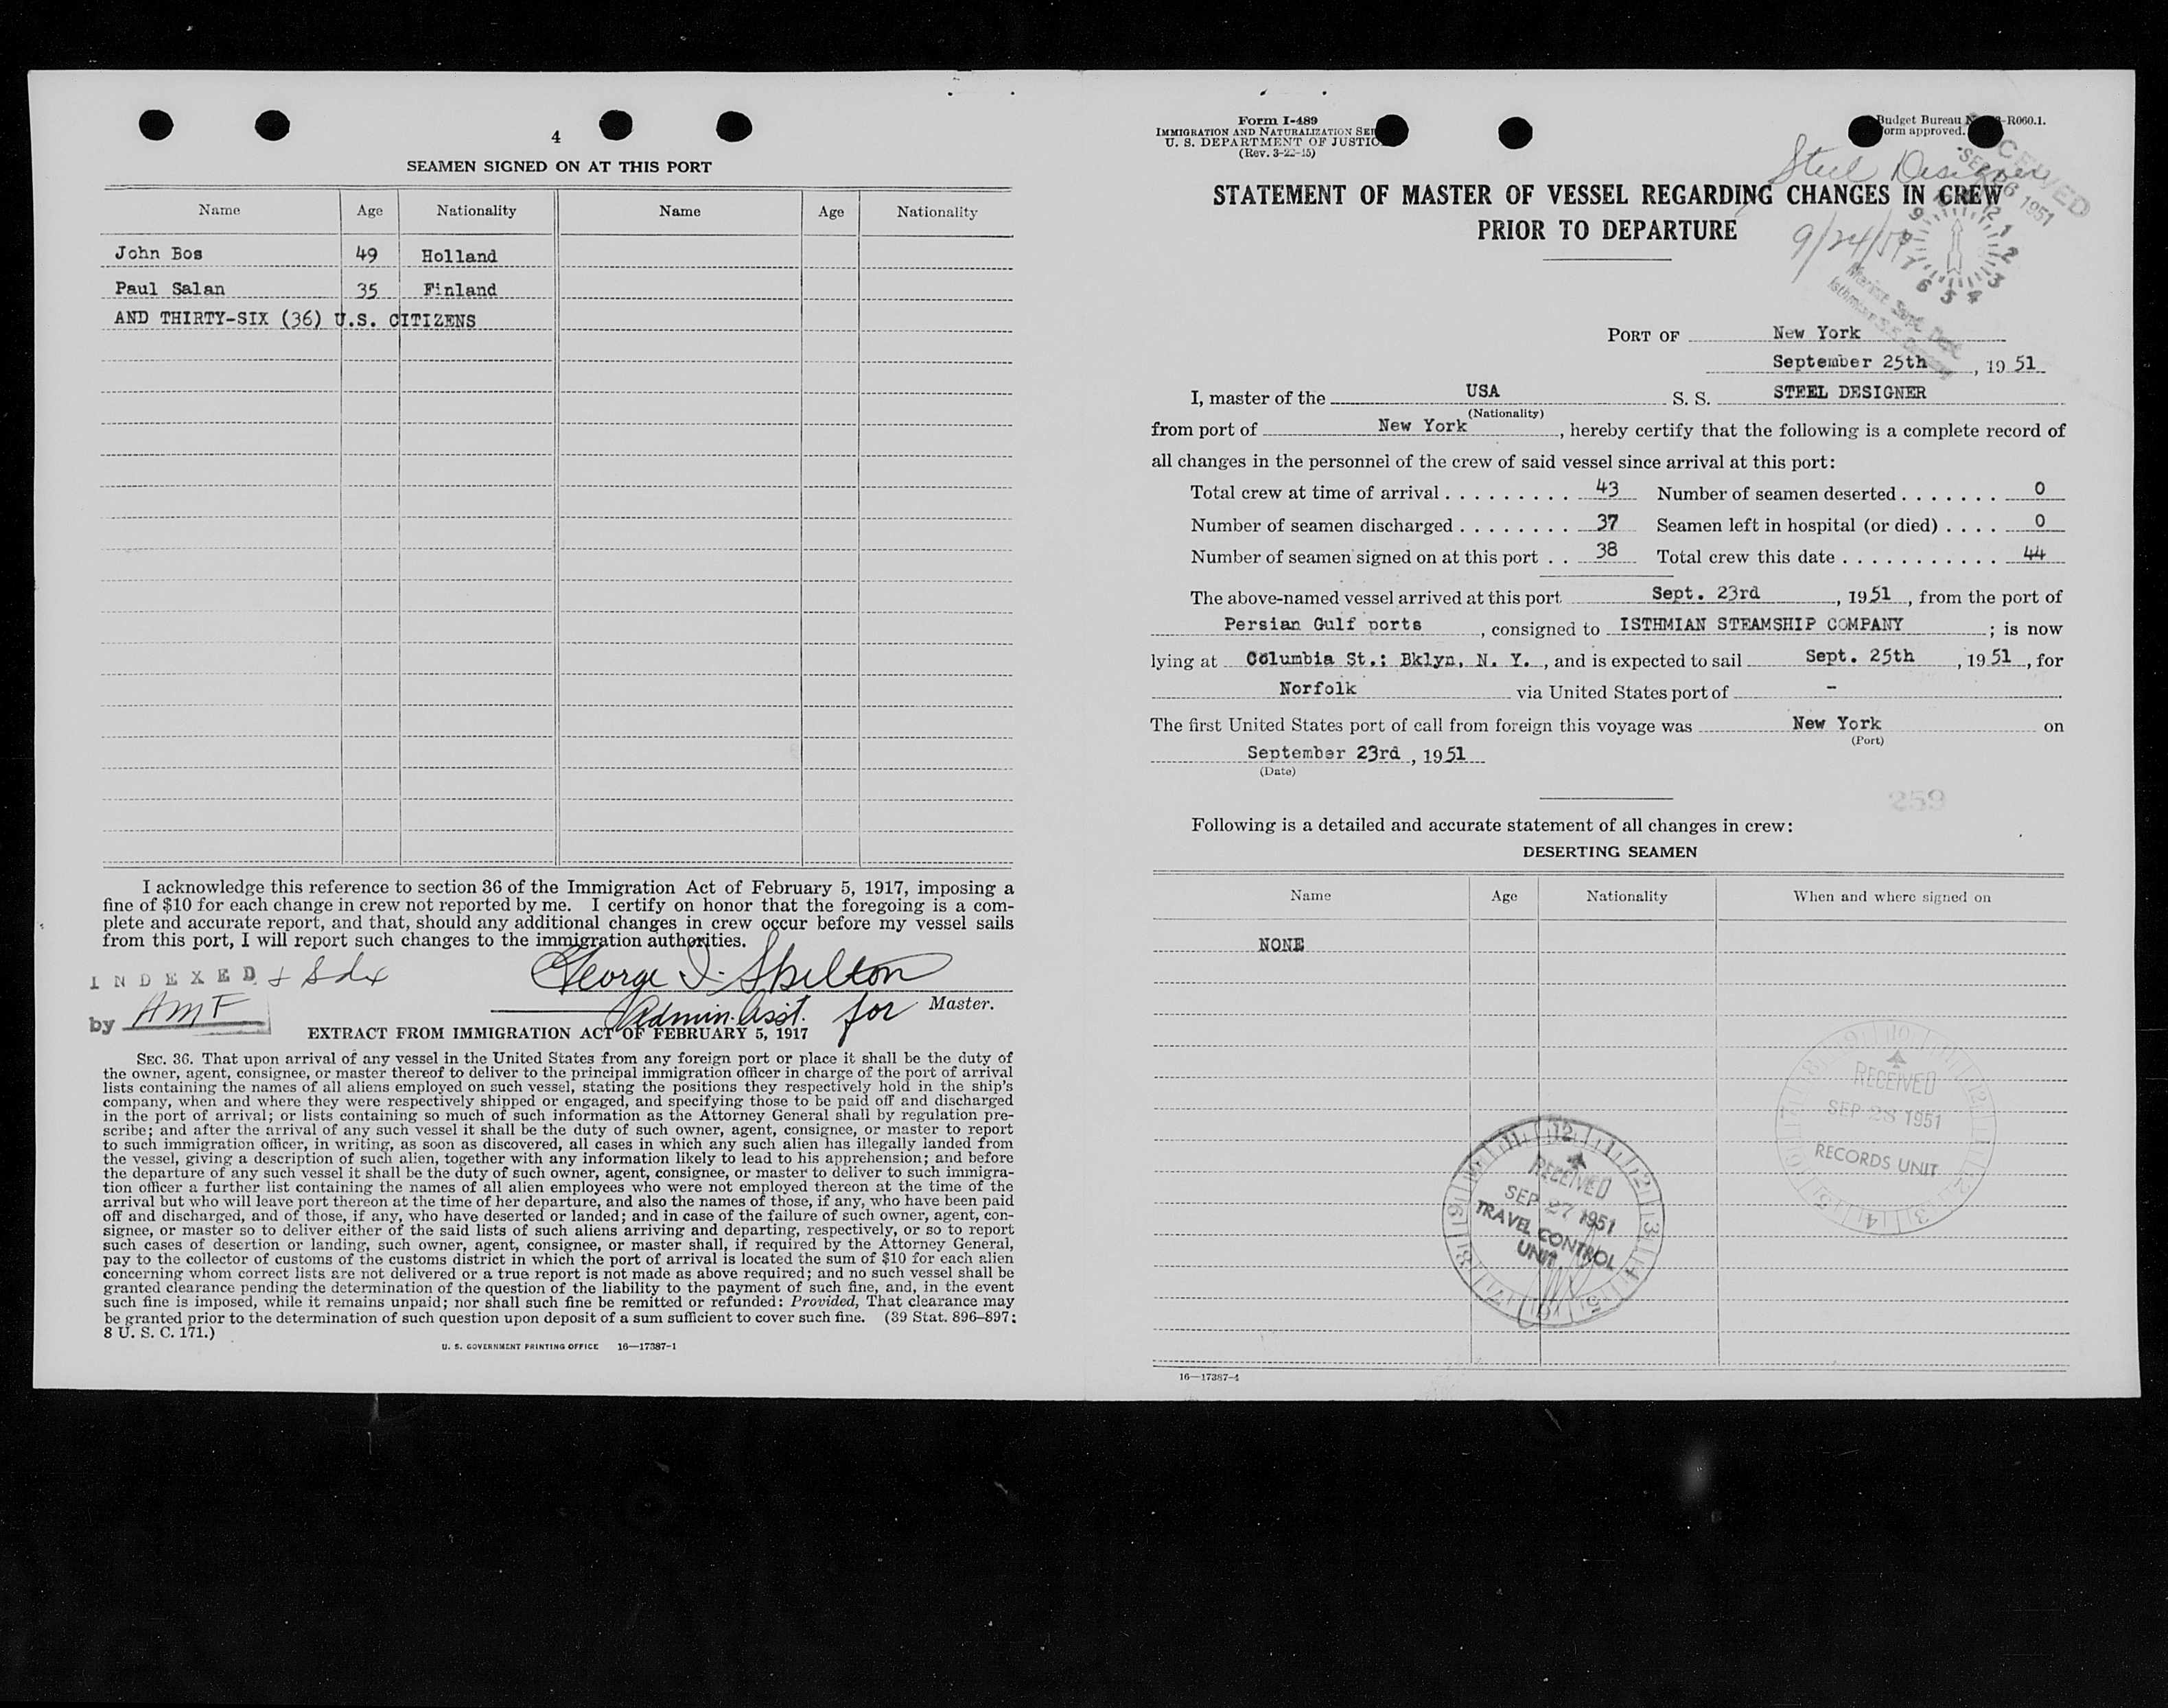 4
SEAMEN SIGNED ON AT THIS PORT
Name Age Nationality Name Age Nationality
John Bos 49 Holland
Paul Salan 35 Finland
AND THIRTY-SIX (36) U.S. CITIZENS
I acknowledge this reference to section 36 of the Immigration Act of February 5, 1917, imposing a
fine of $10 for each change in crew not reported by me. I certify on honor that the foregoing is a com-
plete and accurate report, and that, should any additional changes in crew occur before my vessel sails
from this port, I will report such changes to the immigration authorities.
INDEXED
George I. Shelton
Admin. Asst. for Master.
by AMF
EXTRACT FROM IMMIGRATION ACT OF FEBRUARY 5, 1917
SEC. 36. That upon arrival of any vessel in the United States from any foreign port or place it shall be the duty of
the owner, agent, consignee, or master thereof to deliver to the principal immigration officer in charge of the port of arrival
lists containing the names of all aliens employed on such vessel, stating the positions they respectively hold in the ship's
company, when and where they were respectively shipped or engaged, and specifying those to be paid off and discharged
in the port of arrival; or lists containing so much of such information as the Attorney General shall by regulation pre-
scribe; and after the arrival of any such vessel it shall be the duty of such owner, agent, consignee, or master to report
to such immigration officer, in writing, as soon as discovered, all cases in which any such alien has illegally landed from
the vessel, giving a description of such alien, together with any information likely to lead to his apprehension; and before
the departure of any such vessel it shall be the duty of such owner, agent, consignee, or master to deliver to such immigra-
tion officer a further list containing the names of all alien employees who were not employed thereon at the time of the
arrival but who will leave port thereon at the time of her departure, and also the names of those, if any, who have been paid
off and discharged, and of those, if any, who have deserted or landed; and in case of the failure of such owner, agent, con-
signee, or master so to deliver either of the said lists of such aliens arriving and departing, respectively, or so to report
such cases of desertion or landing, such owner, agent, consignee, or master shall, if required by the Attorney General,
pay to the collector of customs of the customs district in which the port of arrival is located the sum of $10 for each alien
concerning whom correct lists are not delivered or a true report is not made as above required; and no such vessel shall be
granted clearance pending the determination of the question of the liability to the payment of such fine, and, in the event
such fine is imposed, while it remains unpaid; nor shall such fine be remitted or refunded: Provided, That clearance may
be granted prior to the determination of such question upon deposit of a sum sufficient to cover such fine. (39 Stat. 896–897;
8 U. S. C. 171.)
U. S. GOVERNMENT PRINTING OFFICE 16—17387-1
Form I-489
IMMIGRATION AND NATURALIZATION SER
U. S. DEPARTMENT OF JUSTIC
(Rev. 3-22-45)
Budget Bureau -R060.1.
orm approved.
Steel Designer
9/24/51
RECEIVED
SEP 26 1951
Marine Supt. Dept.
Isthmian S.S. Company
STATEMENT OF MASTER OF VESSEL REGARDING CHANGES IN CREW
PRIOR TO DEPARTURE
PORT OF New York
September 25th, 1951
I, master of the USA S. S. STEEL DESIGNER
(Nationality)
from port of New York, hereby certify that the following is a complete record of
all changes in the personnel of the crew of said vessel since arrival at this port:
Total crew at time of arrival . . . . . . . . . 43 Number of seamen deserted . . . . . . . 0
Number of seamen discharged . . . . . . . . 37 Seamen left in hospital (or died) . . . . 0
Number of seamen signed on at this port . . 38 Total crew this date . . . . . . . . . . . 44
The above-named vessel arrived at this port Sept. 23rd, 1951, from the port of
Persian Gulf ports, consigned to ISTHMIAN STEAMSHIP COMPANY; is now
lying at Columbia St.; Bklyn, N. Y., and is expected to sail Sept. 25th, 1951, for
Norfolk via United States port of -
The first United States port of call from foreign this voyage was New York on
(Port)
September 23rd, 1951
(Date)
259
Following is a detailed and accurate statement of all changes in crew:
DESERTING SEAMEN
Name Age Nationality When and where signed on
NONE
RECEIVED
SEP 28 1951
RECORDS UNIT
RECEIVED
SEP 27 1951
TRAVEL CONTROL
UNIT
16—17387-1